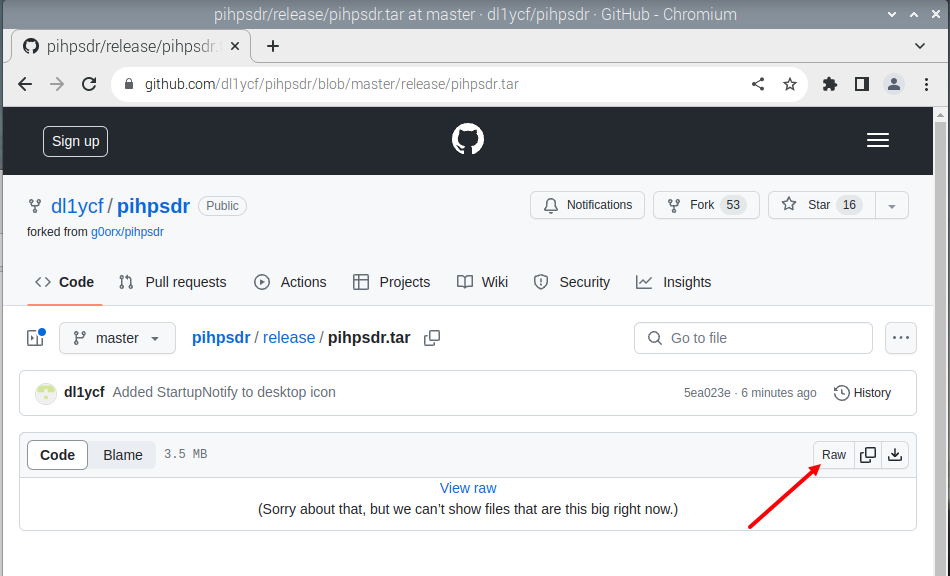 pihpsdr/release/pihpsdr.tar at master · dl1ycf/pihpsdr · GitHub - Chromium
pihpsdr/release/pihpsdr.t
github.com/dl1ycf/pihpsdr/blob/master/release/pihpsdr.tar
Sign up
dl1ycf / pihpsdr Public
Notifications Fork 53 Star 16
forked from g0orx/pihpsdr
Code Pull requests Actions Projects Wiki Security Insights
master pihpsdr / release / pihpsdr.tar Go to file
dl1ycf Added StartupNotify to desktop icon 5ea023e · 6 minutes ago History
Code Blame 3.5 MB Raw
View raw
(Sorry about that, but we can’t show files that are this big right now.)